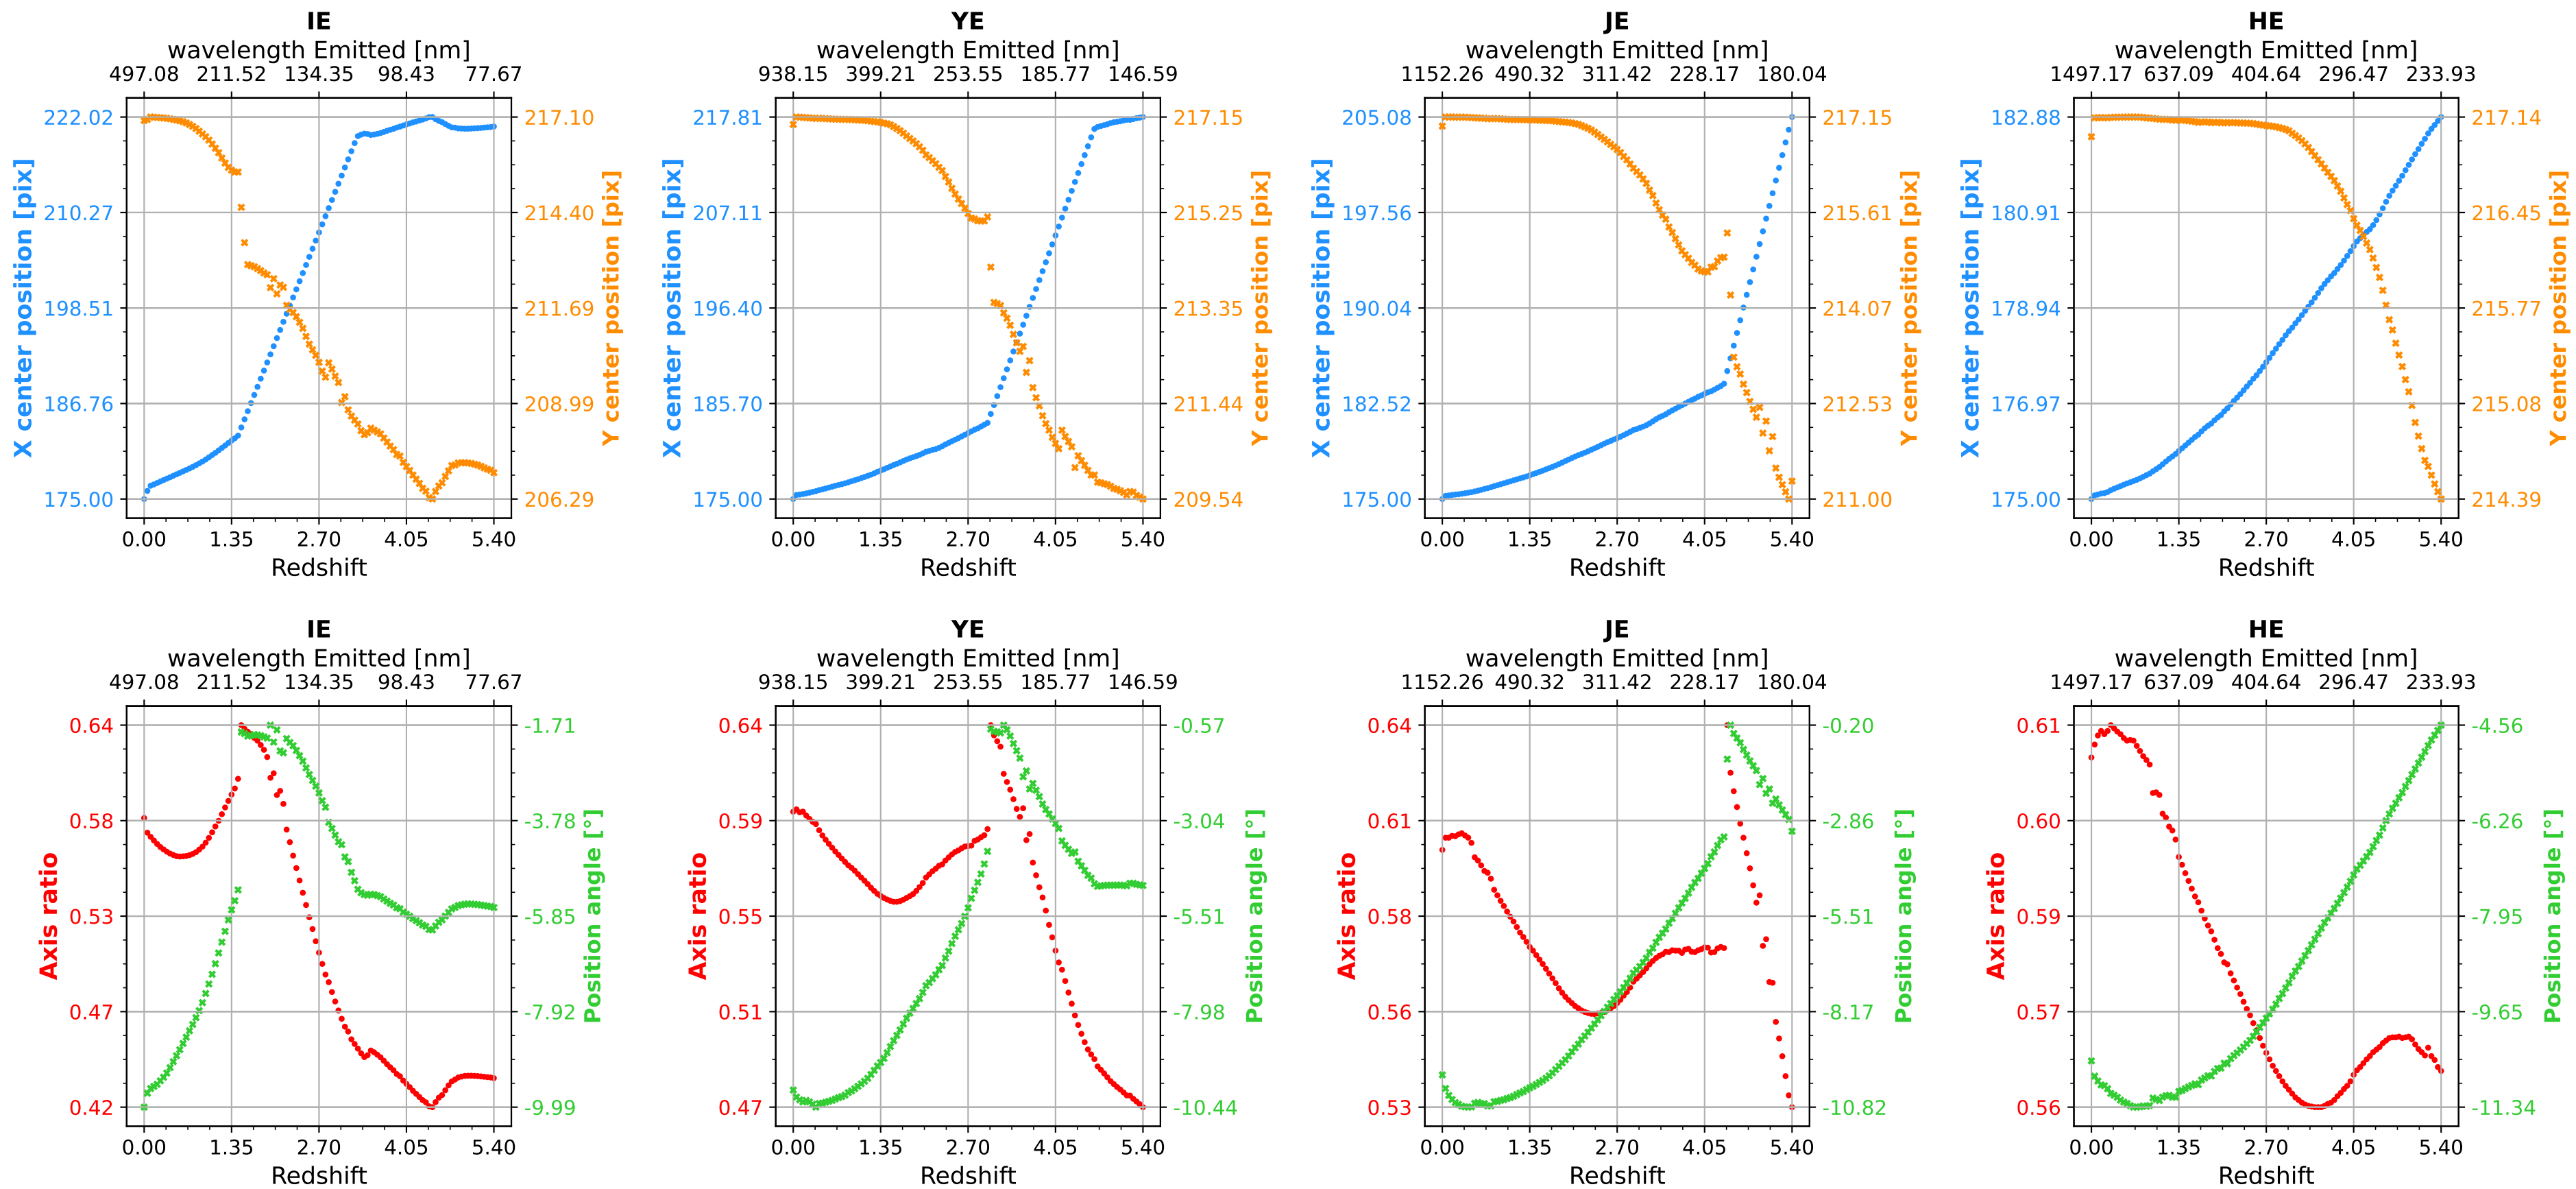 IE
wavelength Emitted [nm]
497.08 211.52 134.35 98.43 77.67
X center position [pix]
222.02
210.27
198.51
186.76
175.00
217.10
214.40
211.69
208.99
206.29
Y center position [pix]
0.00 1.35 2.70 4.05 5.40
Redshift
YE
wavelength Emitted [nm]
938.15 399.21 253.55 185.77 146.59
X center position [pix]
217.81
207.11
196.40
185.70
175.00
217.15
215.25
213.35
211.44
209.54
Y center position [pix]
0.00 1.35 2.70 4.05 5.40
Redshift
JE
wavelength Emitted [nm]
1152.26 490.32 311.42 228.17 180.04
X center position [pix]
205.08
197.56
190.04
182.52
175.00
217.15
215.61
214.07
212.53
211.00
Y center position [pix]
0.00 1.35 2.70 4.05 5.40
Redshift
HE
wavelength Emitted [nm]
1497.17 637.09 404.64 296.47 233.93
X center position [pix]
182.88
180.91
178.94
176.97
175.00
217.14
216.45
215.77
215.08
214.39
Y center position [pix]
0.00 1.35 2.70 4.05 5.40
Redshift
IE
wavelength Emitted [nm]
497.08 211.52 134.35 98.43 77.67
Axis ratio
0.64
0.58
0.53
0.47
0.42
-1.71
-3.78
-5.85
-7.92
-9.99
Position angle [°]
0.00 1.35 2.70 4.05 5.40
Redshift
YE
wavelength Emitted [nm]
938.15 399.21 253.55 185.77 146.59
Axis ratio
0.64
0.59
0.55
0.51
0.47
-0.57
-3.04
-5.51
-7.98
-10.44
Position angle [°]
0.00 1.35 2.70 4.05 5.40
Redshift
JE
wavelength Emitted [nm]
1152.26 490.32 311.42 228.17 180.04
Axis ratio
0.64
0.61
0.58
0.56
0.53
-0.20
-2.86
-5.51
-8.17
-10.82
Position angle [°]
0.00 1.35 2.70 4.05 5.40
Redshift
HE
wavelength Emitted [nm]
1497.17 637.09 404.64 296.47 233.93
Axis ratio
0.61
0.60
0.59
0.57
0.56
-4.56
-6.26
-7.95
-9.65
-11.34
Position angle [°]
0.00 1.35 2.70 4.05 5.40
Redshift